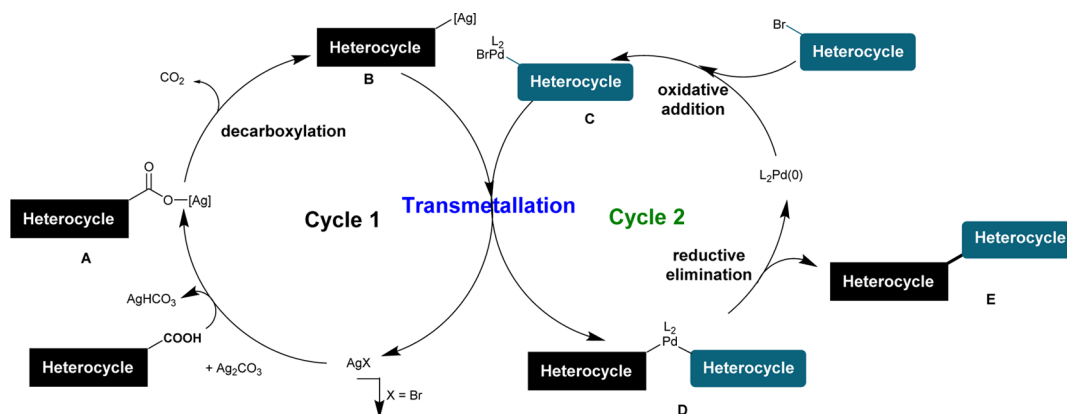 [Ag]
Heterocycle
B
CO2
decarboxylation
O
O
[Ag]
Heterocycle
A
AgHCO3
COOH
Heterocycle
+ Ag2CO3
AgX
X = Br
Cycle 1
Transmetallation
Cycle 2
L2
BrPd
Heterocycle
C
Br
Heterocycle
oxidative
addition
L2Pd(0)
reductive
elimination
Heterocycle
Heterocycle
E
L2
Pd
Heterocycle
Heterocycle
D